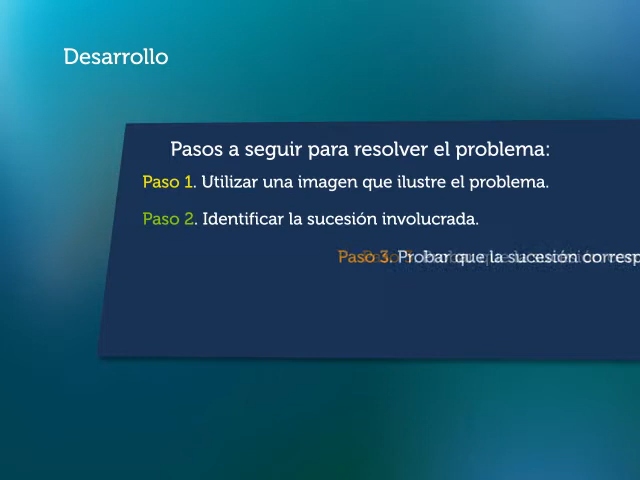 Desarrollo
Pasos a seguir para resolver el problema:
Paso 1. Utilizar una imagen que ilustre el problema.
Paso 2. Identificar la sucesión involucrada.
Paso 3. Probar que la sucesión corresp